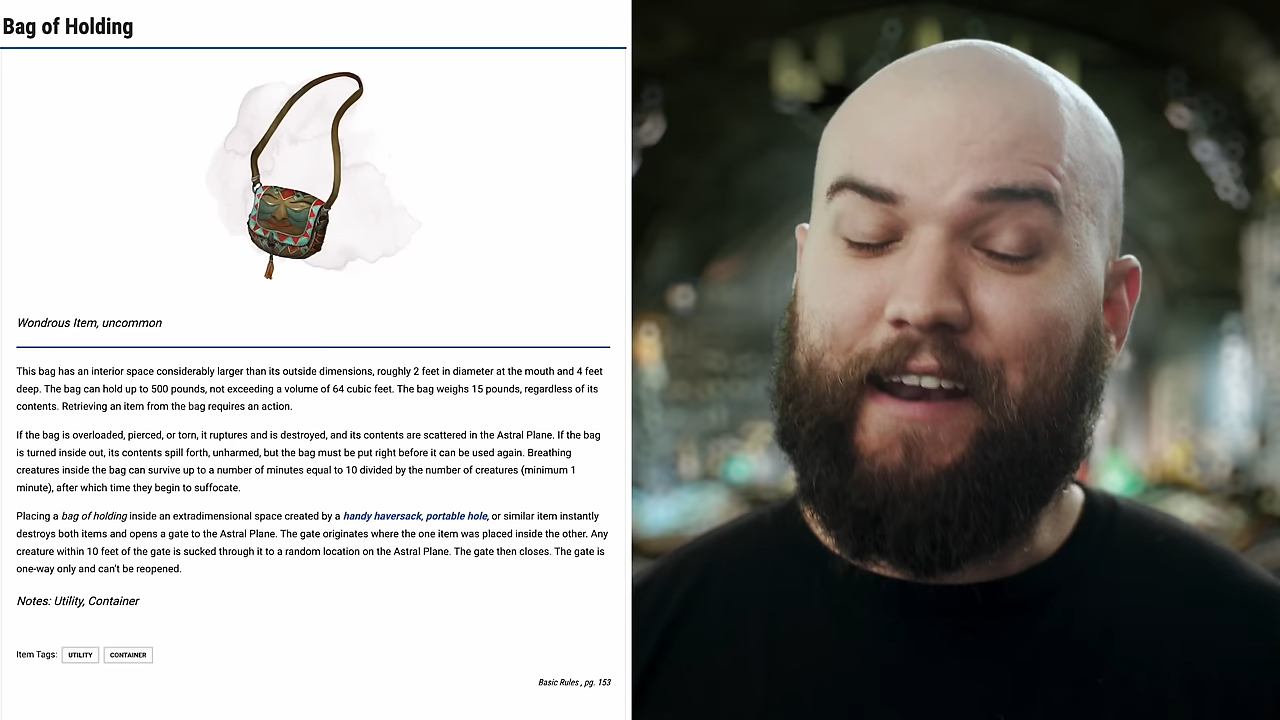 Bag of Holding
Wondrous Item, uncommon
This bag has an interior space considerably larger than its outside dimensions, roughly 2 feet in diameter at the mouth and 4 feet
deep. The bag can hold up to 500 pounds, not exceeding a volume of 64 cubic feet. The bag weighs 15 pounds, regardless of its
contents. Retrieving an item from the bag requires an action.
If the bag is overloaded, pierced, or torn, it ruptures and is destroyed, and its contents are scattered in the Astral Plane. If the bag
is turned inside out, its contents spill forth, unharmed, but the bag must be put right before it can be used again. Breathing
creatures inside the bag can survive up to a number of minutes equal to 10 divided by the number of creatures (minimum 1
minute), after which time they begin to suffocate.
Placing a bag of holding inside an extradimensional space created by a handy haversack, portable hole, or similar item instantly
destroys both items and opens a gate to the Astral Plane. The gate originates where the one item was placed inside the other. Any
creature within 10 feet of the gate is sucked through it to a random location on the Astral Plane. The gate then closes. The gate is
one-way only and can't be reopened.
Notes: Utility, Container
Item Tags: UTILITY CONTAINER
Basic Rules , pg. 153